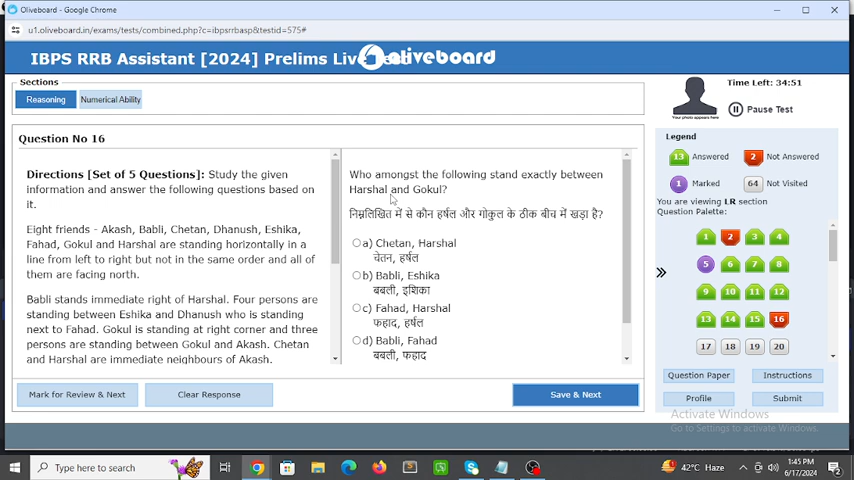 Oliveboard - Google Chrome
u1.oliveboard.in/exams/tests/combined.php?c=ibpsrrbasp&testid=575#
IBPS RRB Assistant [2024] Prelims Live
oliveboard
Sections
Reasoning
Numerical Ability
Question No 16
Directions [Set of 5 Questions]: Study the given
information and answer the following questions based on
it.
Eight friends - Akash, Babli, Chetan, Dhanush, Eshika,
Fahad, Gokul and Harshal are standing horizontally in a
line from left to right but not in the same order and all of
them are facing north.
Babli stands immediate right of Harshal. Four persons are
standing between Eshika and Dhanush who is standing
next to Fahad. Gokul is standing at right corner and three
persons are standing between Gokul and Akash. Chetan
and Harshal are immediate neighbours of Akash.
Who amongst the following stand exactly between
Harshal and Gokul?
निम्नलिखित में से कौन हर्षल और गोकुल के ठीक बीच में खड़ा है?
a) Chetan, Harshal
चेतन, हर्षल
b) Babli, Eshika
बबली, इशिका
c) Fahad, Harshal
फहाद, हर्षल
d) Babli, Fahad
बबली, फहाद
Mark for Review & Next
Clear Response
Save & Next
Your photo appears here
Time Left: 34:51
Pause Test
Legend
13 Answered
2 Not Answered
1 Marked
64 Not Visited
You are viewing LR section
Question Palette:
1 2 3 4
5 6 7 8
9 10 11 12
13 14 15 16
17 18 19 20
Question Paper
Instructions
Profile
Submit
Activate Windows
Go to Settings to activate Windows.
Type here to search
42°C Haze
1:45 PM
6/17/2024
2